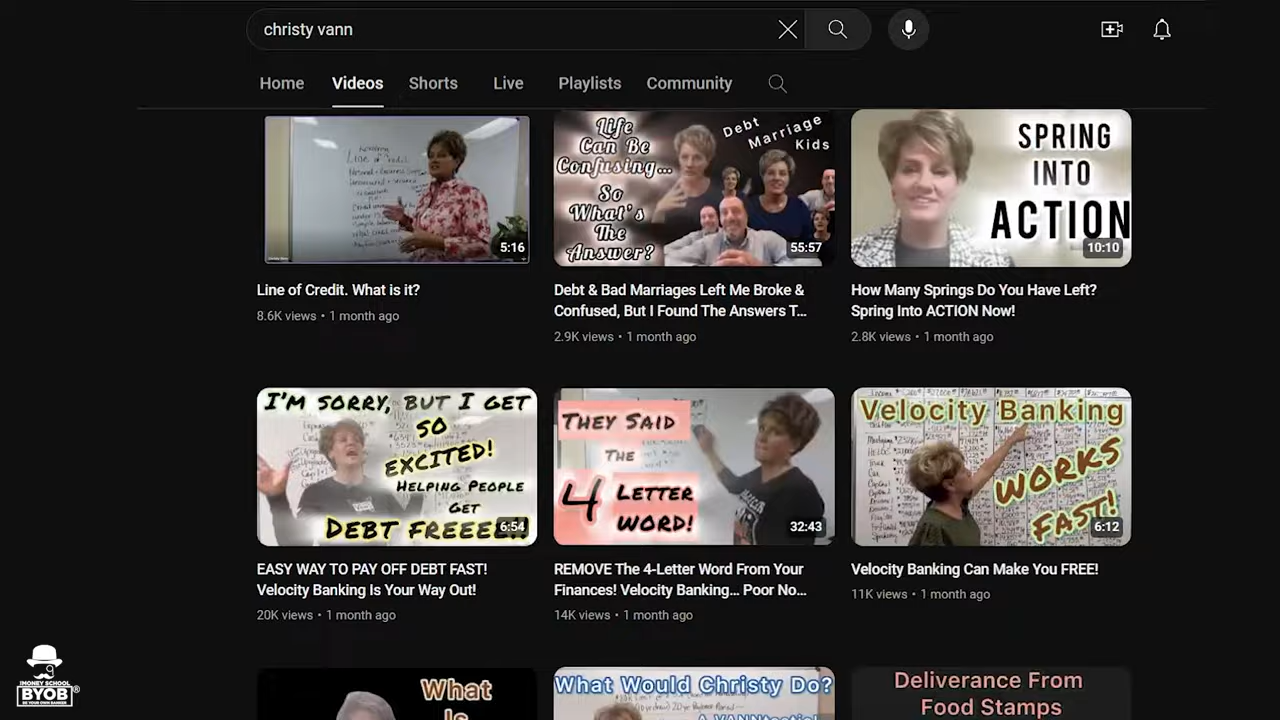 christy vann
Home Videos Shorts Live Playlists Community
Line of Credit
5:16
Life
Can Be
Confusing...
So
What's
The
Answer?
Debt
Marriage
Kids
55:57
SPRING
INTO
ACTION
10:10
Line of Credit. What is it?
8.6K views • 1 month ago
Debt & Bad Marriages Left Me Broke &
Confused, But I Found The Answers T...
2.9K views • 1 month ago
How Many Springs Do You Have Left?
Spring Into ACTION Now!
2.8K views • 1 month ago
I'M SORRY, BUT I GET
SO
EXCITED!
HELPING PEOPLE
GET
DEBT FREEE
6:54
THEY SAID
THE
4 LETTER
WORD!
32:43
Velocity Banking
WORKS
FAST!
6:12
EASY WAY TO PAY OFF DEBT FAST!
Velocity Banking Is Your Way Out!
20K views • 1 month ago
REMOVE The 4-Letter Word From Your
Finances! Velocity Banking... Poor No...
14K views • 1 month ago
Velocity Banking Can Make You FREE!
11K views • 1 month ago
What
Is
What Would Christy Do?
Deliverance From
Food Stamps
MONEY SCHOOL
BYOB®
BE YOUR OWN BANKER